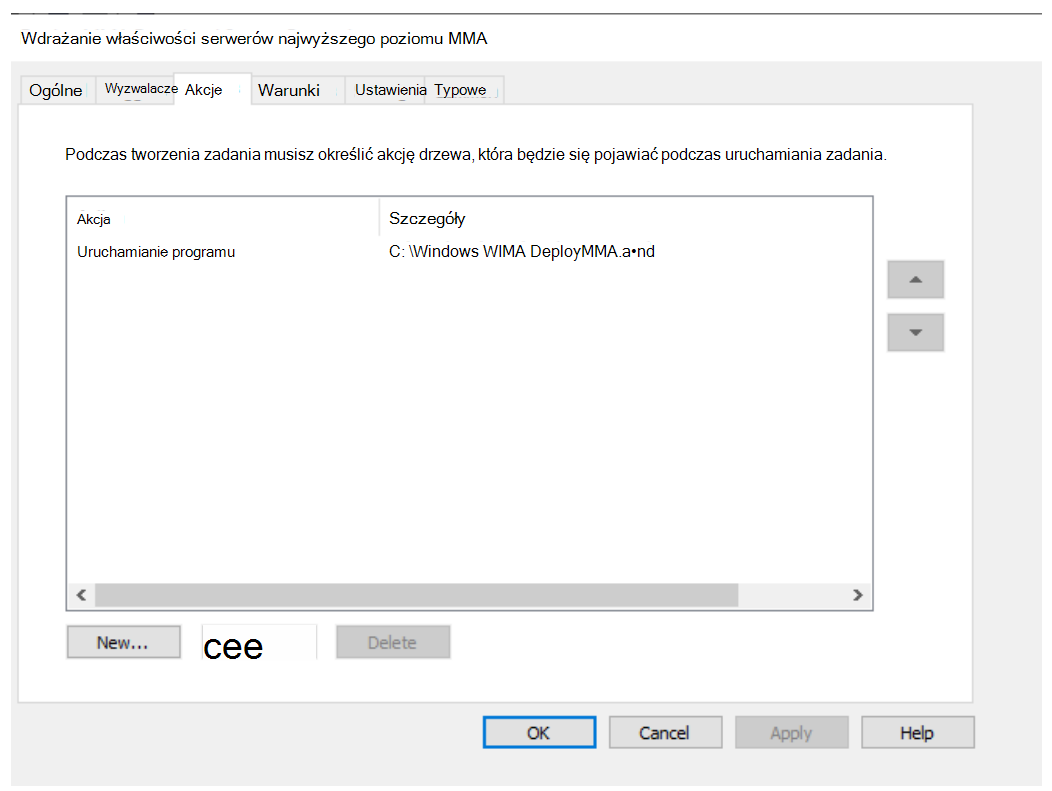 Wdrażanie właściwości serwerów najwyższego poziomu MMA
Ogólne Wyzwalacze Akcje Warunki Ustawienia Typowe
Podczas tworzenia zadania musisz określić akcję drzewa, która będzie się pojawiać podczas uruchamiania zadania.
Akcja Szczegóły
Uruchamianie programu C: \Windows WIMA DeployMMA.a•nd
New... cee Delete
OK Cancel Apply Help